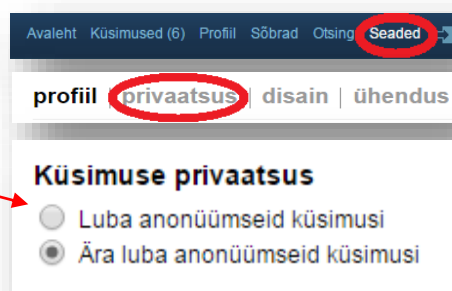 Avaleht Küsimused (6) Profiil Sõbrad Otsing Seaded
profiil | privaatsus | disain | ühendus
Küsimuse privaatsus
Luba anonüümseid küsimusi
Ära luba anonüümseid küsimusi